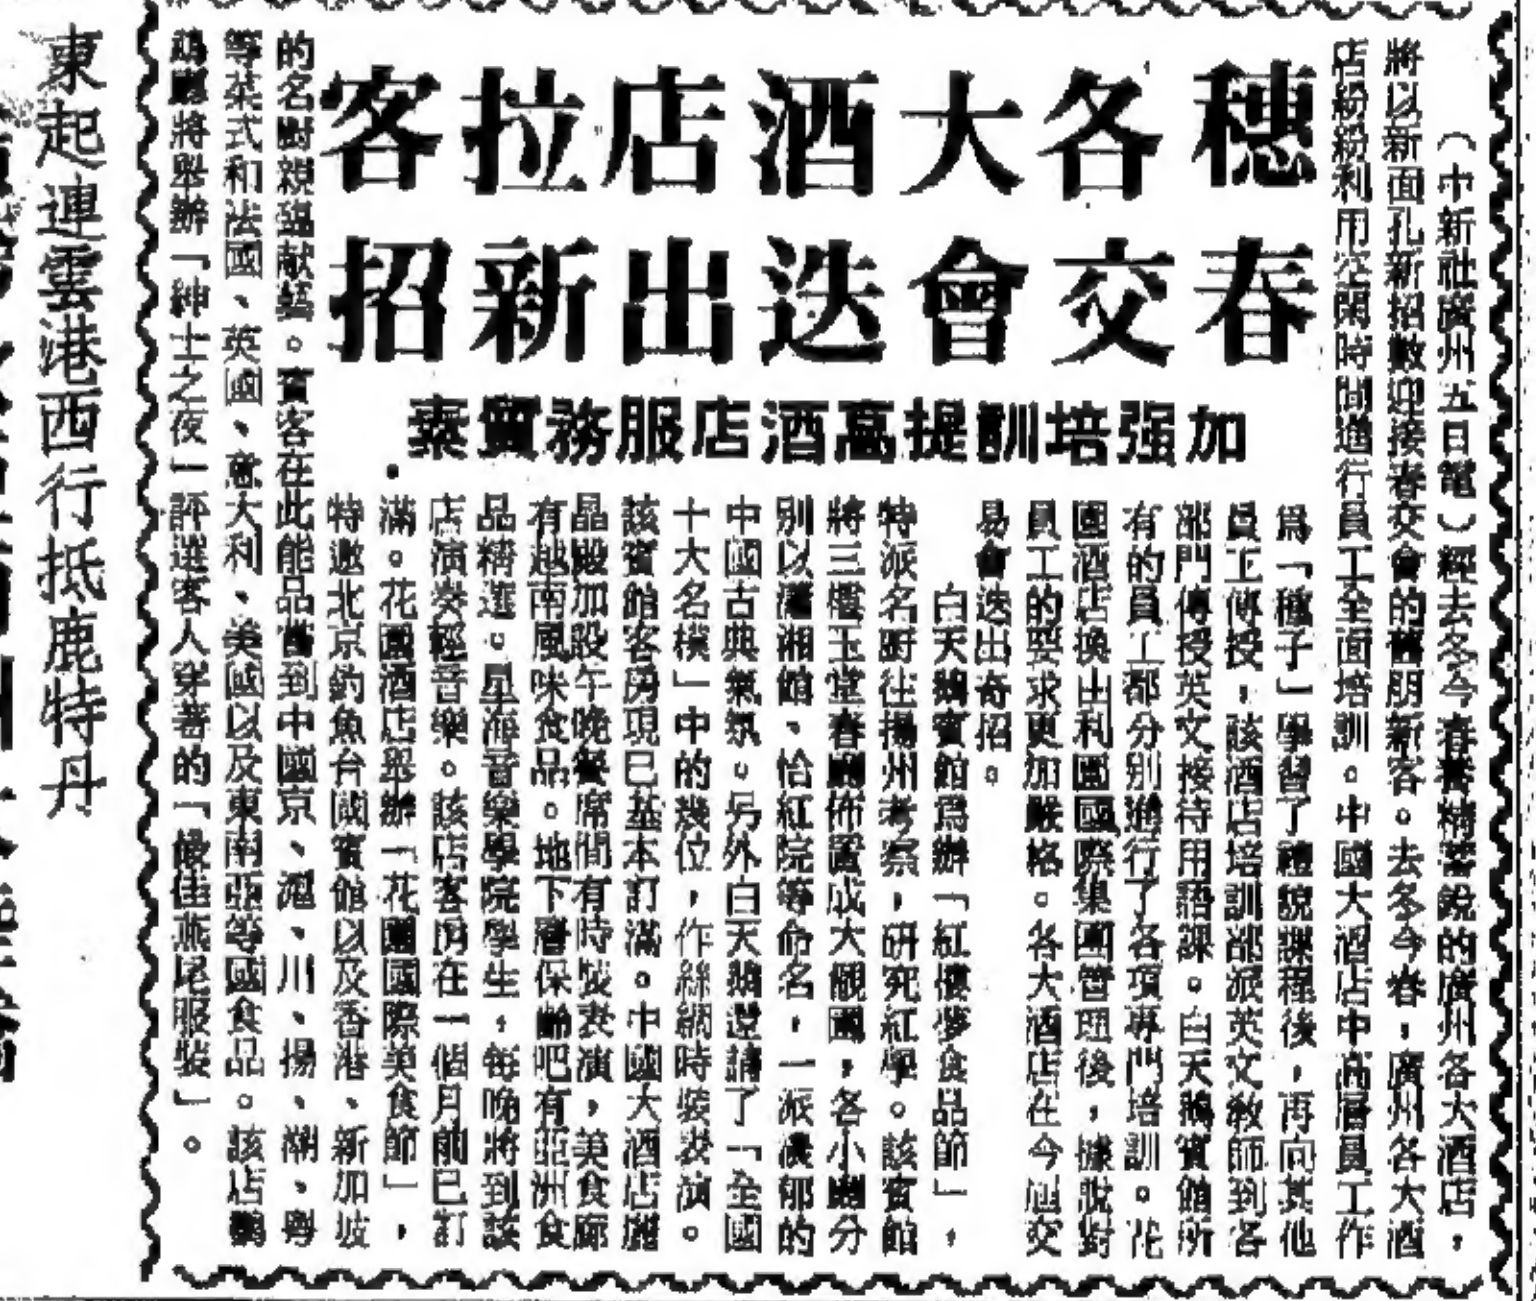 穗各大酒店拉客
春交會迭出新招
加强培訓提高酒店服務質素
（中新社廣州五日電）經去冬今春養精蓄銳的廣州各大酒店，
將以新面孔新招數迎接春交會的舊朋新客。去冬今春，廣州各大酒
店紛紛利用空閑時間進行員工全面培訓。中國大酒店中高層員工作
爲「種子」學習了禮貌課程後，再向其他
員工傳授，該酒店培訓部派英文教師到各
部門傳授英文接待用語課。白天鵝賓館所
有的員工都分別進行了各項專門培訓。花
園酒店換由利園國際集團管理後，據說對
員工的要求更加嚴格。各大酒店在今屆交
易會迭出奇招。
白天鵝賓館爲辦「紅樓夢食品節」，
特派名厨往揚州考察，研究紅學。該賓館
將三樓玉堂春廳佈置成大觀園，各小廳分
別以瀟湘館、怡紅院等命名，一派濃郁的
中國古典氣氛。另外白天鵝還請了「全國
十大名模」中的幾位，作絲綢時裝表演。
該賓館客房現已基本訂滿。中國大酒店麗
晶殿加設午晚餐席間有時裝表演，美食廊
有越南風味食品。地下層保齡吧有亞洲食
品精選。星海音樂學院學生，每晚將到該
店演奏輕音樂。該店客房在一個月前已訂
滿。花園酒店舉辦「花園國際美食節」，
特邀北京釣魚台國賓館以及香港、新加坡
的名厨親臨献藝。賓客在此能品嘗到中國京、滬、川、揚、潮、粵
等菜式和法國、英國、意大利、美國以及東南亞等國食品。該店鸚
鵡廳將舉辦「紳士之夜」評選客人穿著的「最佳燕尾服裝」。
東起連雲港西行抵鹿特丹